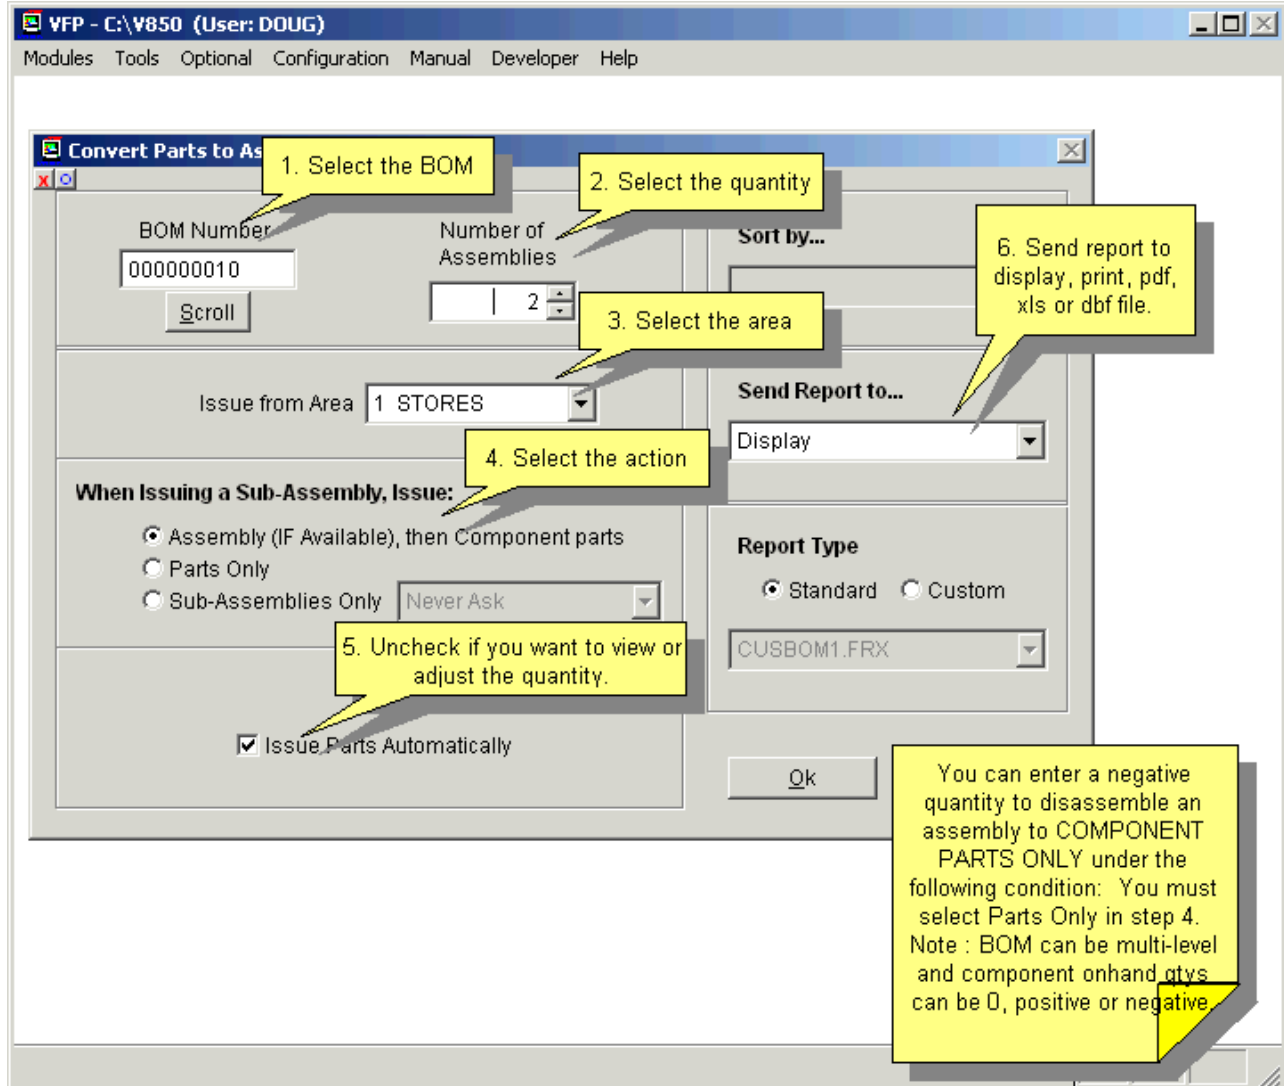 VFP - C:\V850 (User: DOUG)
Modules Tools Optional Configuration Manual Developer Help
Convert Parts to As
1. Select the BOM
2. Select the quantity
BOM Number
000000010
Scroll
Number of
Assemblies
2
Sort by...
6. Send report to
display, print, pdf,
xls or dbf file.
3. Select the area
Issue from Area 1 STORES
Send Report to...
Display
4. Select the action
When Issuing a Sub-Assembly, Issue:
Assembly (IF Available), then Component parts
Parts Only
Sub-Assemblies Only Never Ask
Report Type
Standard Custom
CUSBOM1.FRX
5. Uncheck if you want to view or
adjust the quantity.
Issue Parts Automatically
Ok
You can enter a negative
quantity to disassemble an
assembly to COMPONENT
PARTS ONLY under the
following condition: You must
select Parts Only in step 4.
Note : BOM can be multi-level
and component onhand qtys
can be 0, positive or negative.